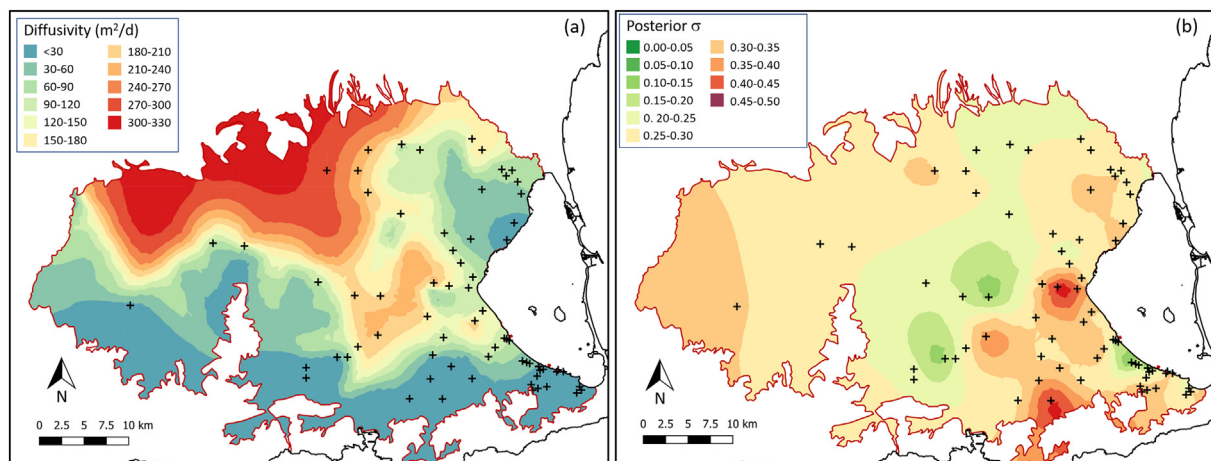 Diffusivity (m²/d)
(a)
<30
30-60
60-90
90-120
120-150
150-180
180-210
210-240
240-270
270-300
300-330
N
0 2.5 5 7.5 10 km
Posterior σ
(b)
0.00-0.05
0.05-0.10
0.10-0.15
0.15-0.20
0. 20-0.25
0.25-0.30
0.30-0.35
0.35-0.40
0.40-0.45
0.45-0.50
N
0 2.5 5 7.5 10 km